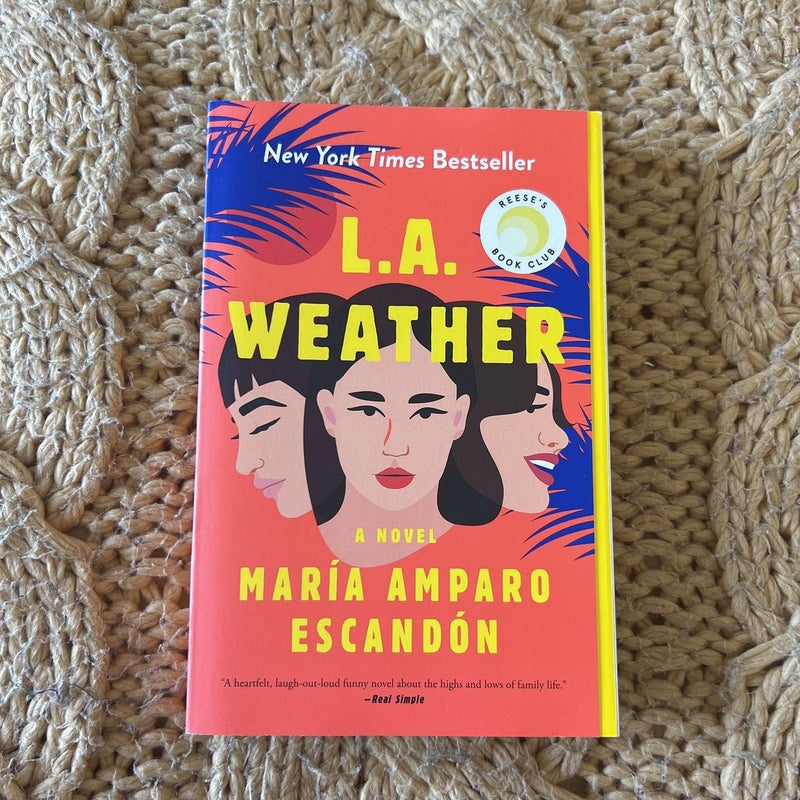 New York Times Bestseller
REESE'S
BOOK CLUB
L.A.
WEATHER
A NOVEL
MARÍA AMPARO
ESCANDÓN
“A heartfelt, laugh-out-loud funny novel about the highs and lows of family life.”
—Real Simple